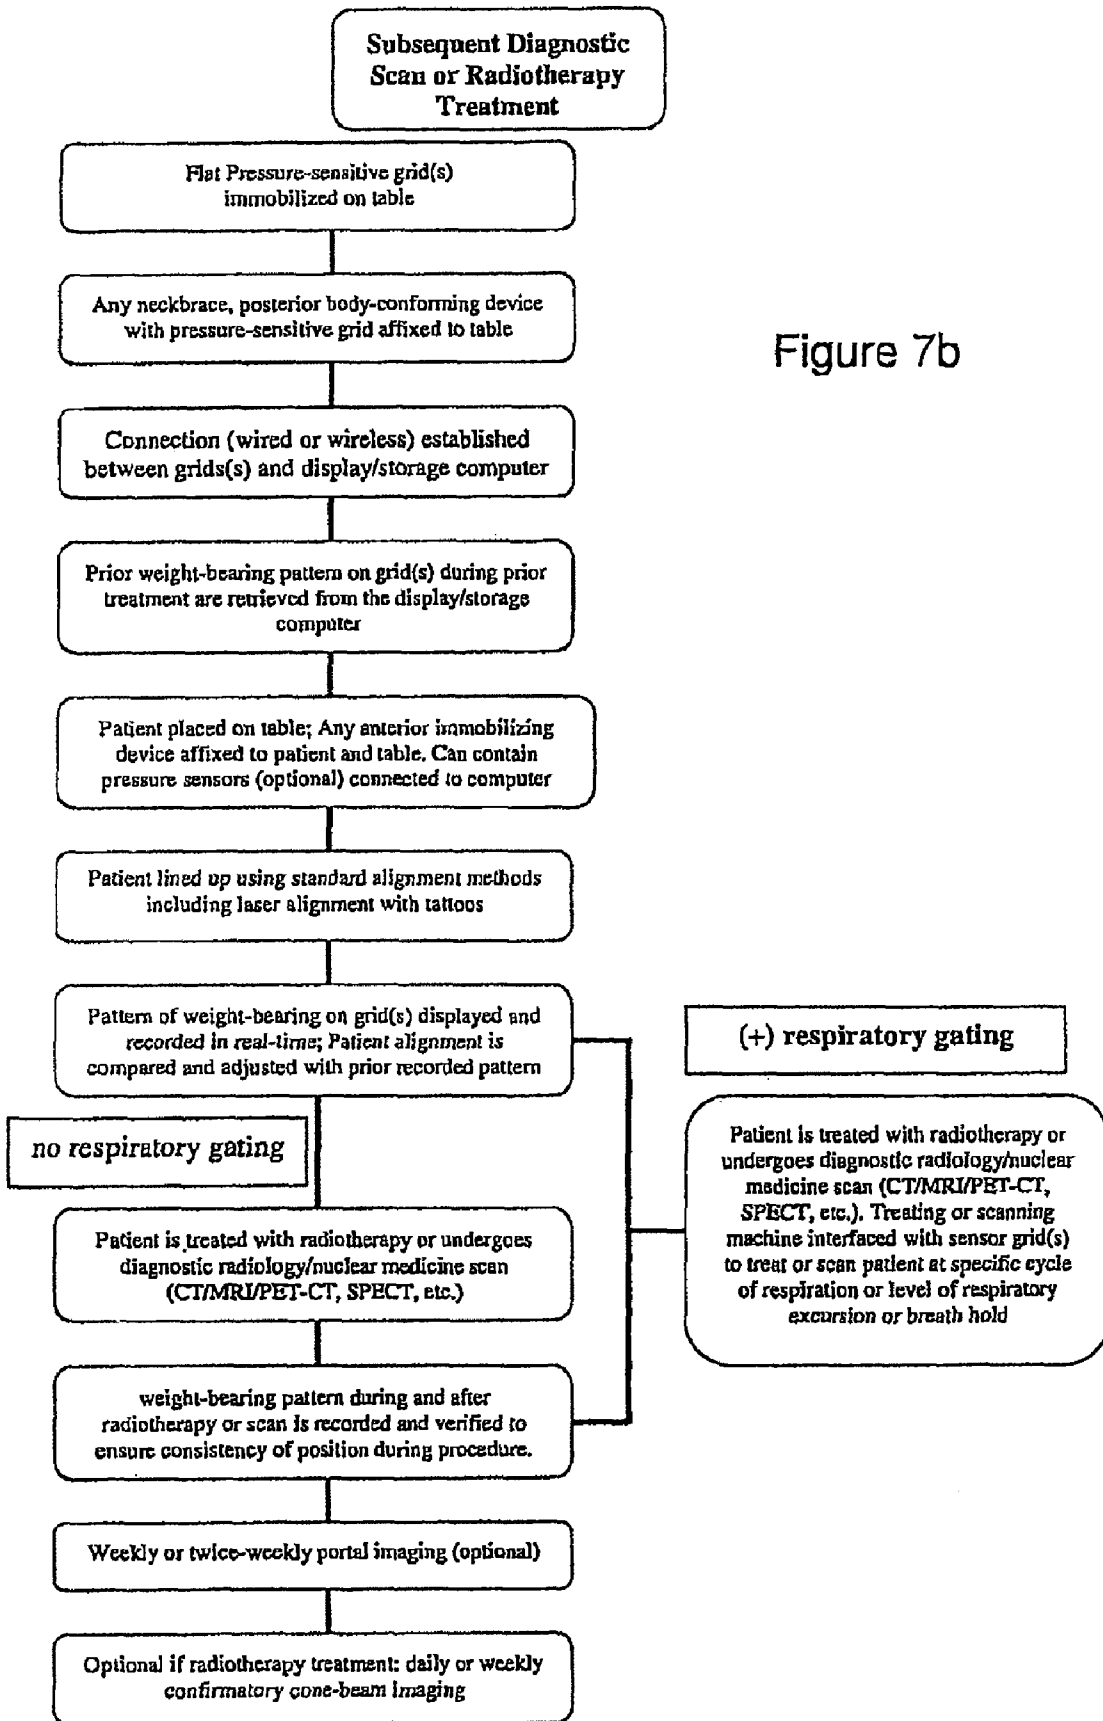 Subsequent Diagnostic
Scan or Radiotherapy
Treatment
Flat Pressure-sensitive grid(s)
immobilized on table
Any neckbrace, posterior body-conforming device
with pressure-sensitive grid affixed to table
Figure 7b
Connection (wired or wireless) established
between grids(s) and display/storage computer
Prior weight-bearing pattern on grid(s) during prior
treatment are retrieved from the display/storage
computer
Patient placed on table; Any anterior immobilizing
device affixed to patient and table. Can contain
pressure sensors (optional) connected to computer
Patient lined up using standard alignment methods
including laser alignment with tattoos
Pattern of weight-bearing on grid(s) displayed and
recorded in real-time; Patient alignment is
compared and adjusted with prior recorded pattern
(+) respiratory gating
no respiratory gating
Patient is treated with radiotherapy or
undergoes diagnostic radiology/nuclear
medicine scan (CT/MRI/PET-CT,
SPECT, etc.). Treating or scanning
machine interfaced with sensor grid(s)
to treat or scan patient at specific cycle
of respiration or level of respiratory
excursion or breath hold
Patient is treated with radiotherapy or undergoes
diagnostic radiology/nuclear medicine scan
(CT/MRI/PET-CT, SPECT, etc.)
weight-bearing pattern during and after
radiotherapy or scan is recorded and verified to
ensure consistency of position during procedure.
Weekly or twice-weekly portal imaging (optional)
Optional if radiotherapy treatment: daily or weekly
confirmatory cone-beam imaging